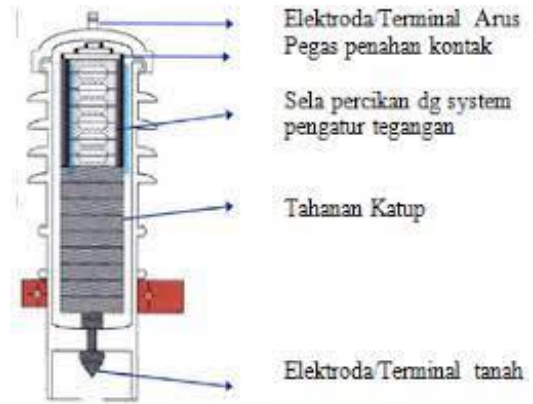 Elektroda/Terminal Arus
Pegas penahan kontak
Sela percikan dg system
pengatur tegangan
Tahanan Katup
Elektroda/Terminal tanah